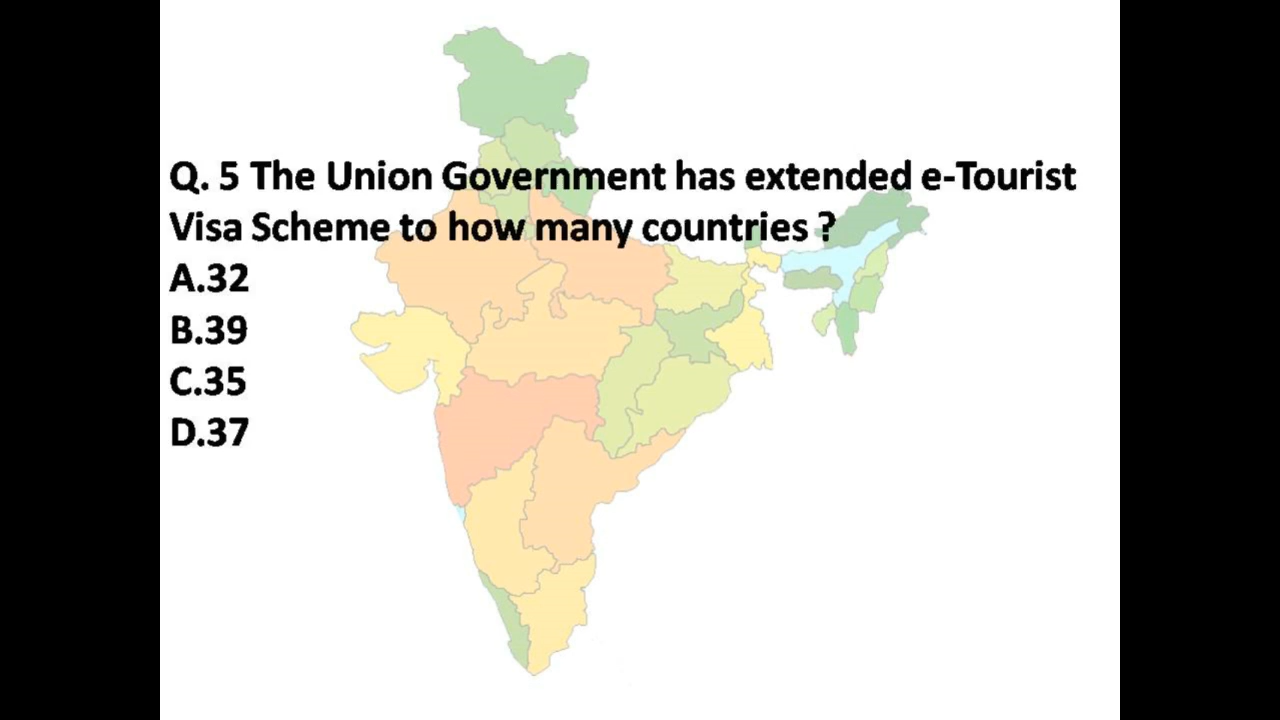 Q. 5 The Union Government has extended e-Tourist
Visa Scheme to how many countries ?
A.32
B.39
C.35
D.37